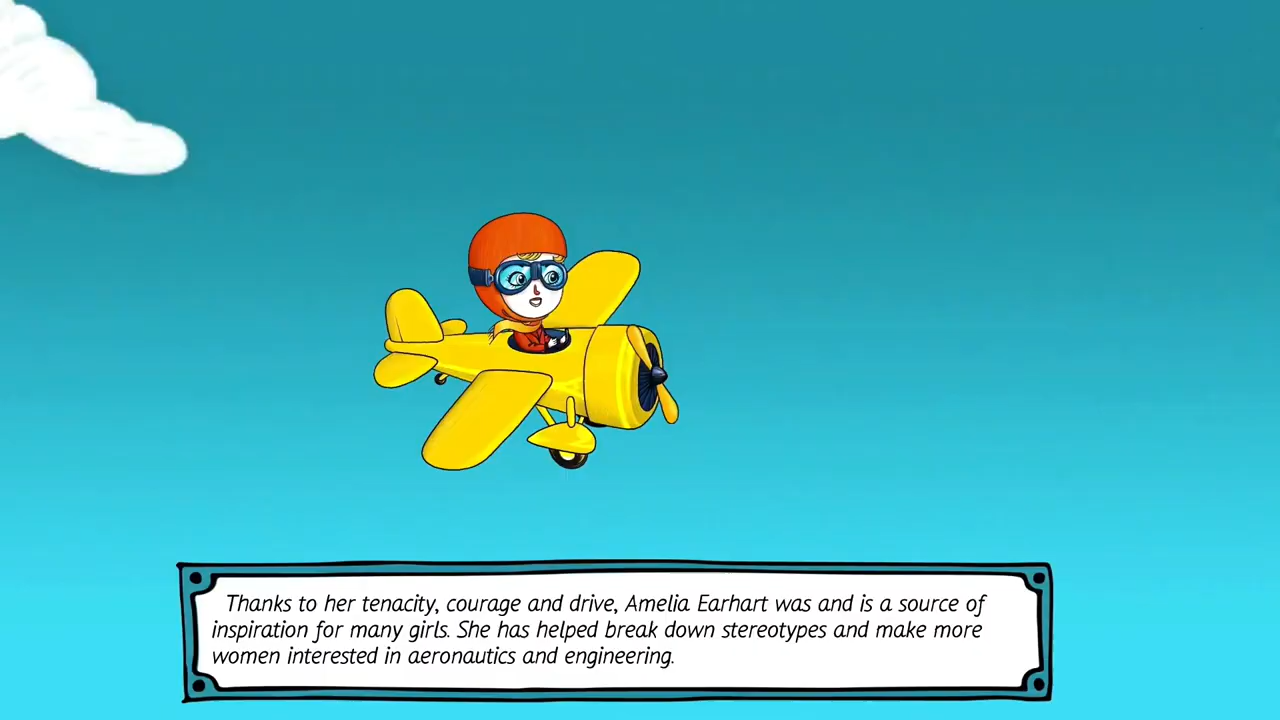 Thanks to her tenacity, courage and drive, Amelia Earhart was and is a source of
inspiration for many girls. She has helped break down stereotypes and make more
women interested in aeronautics and engineering.